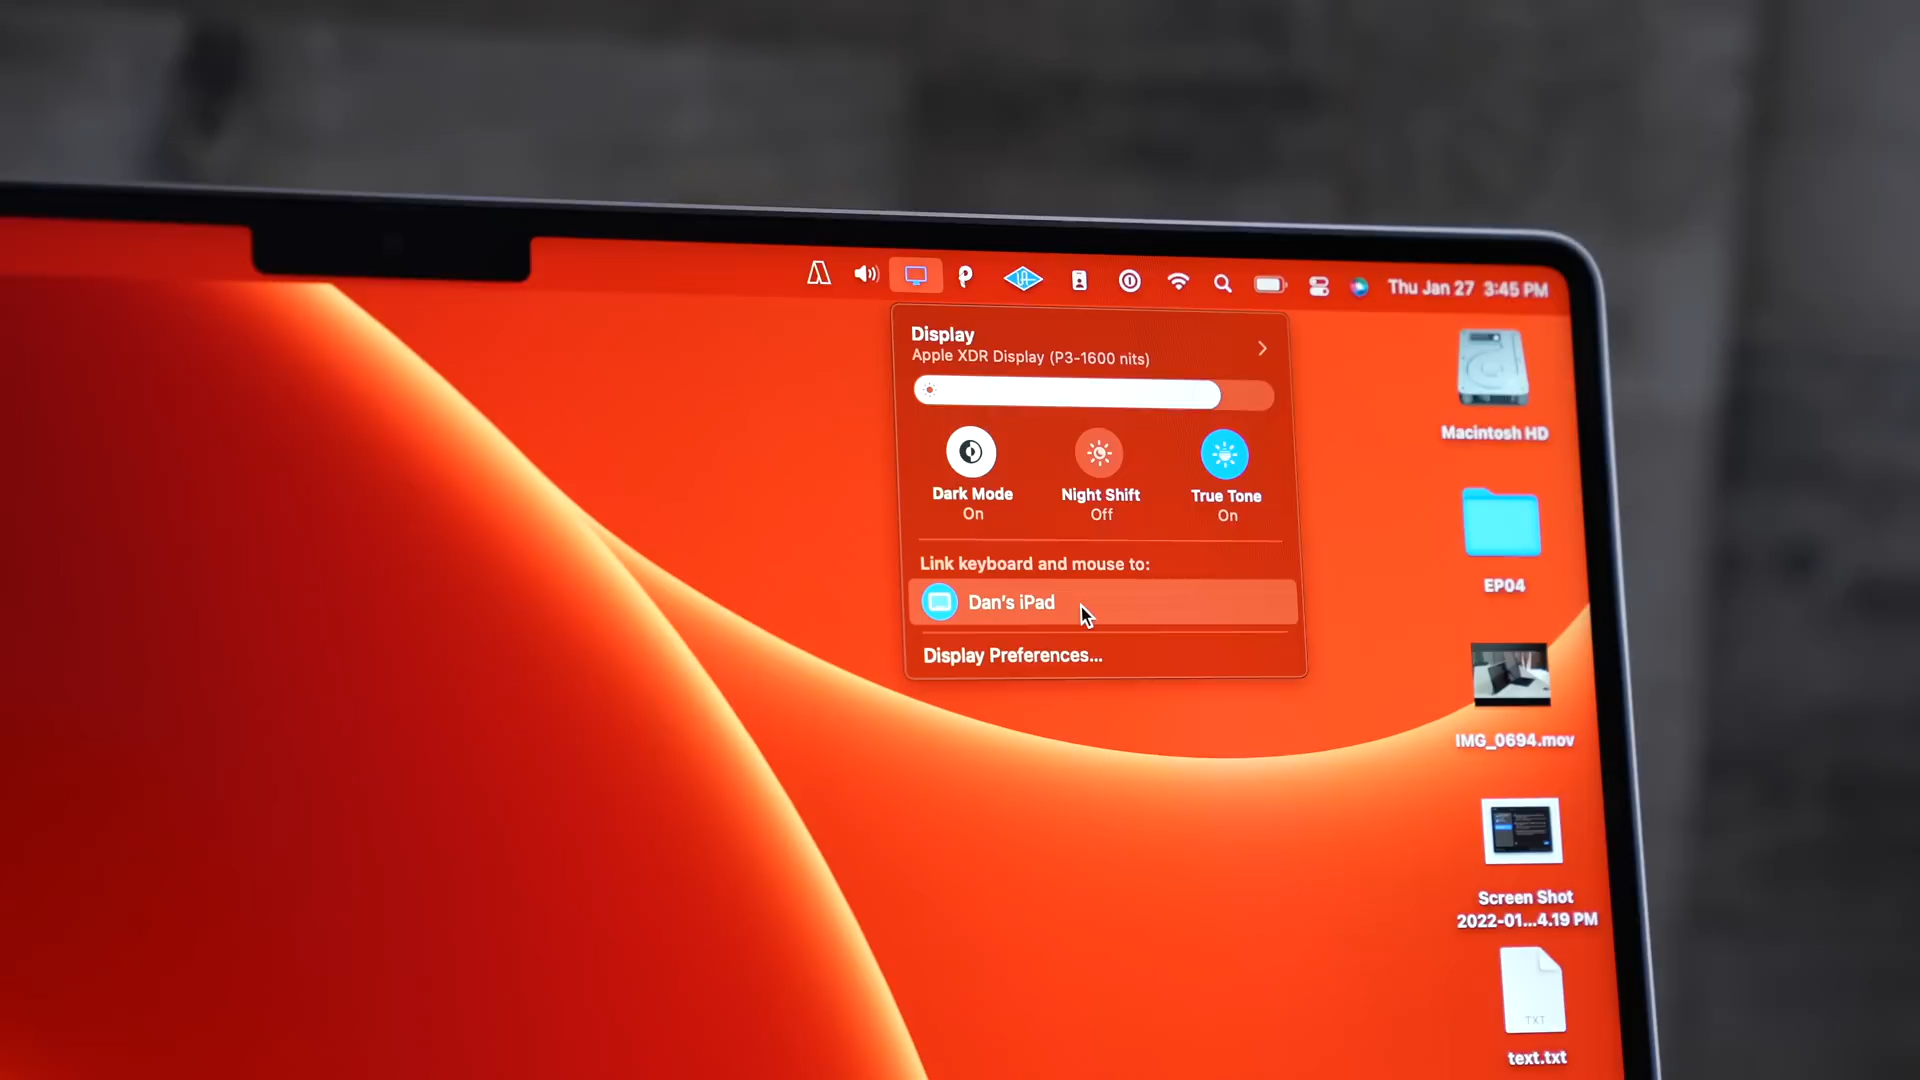 Thu Jan 27 3:45 PM
Display
Apple XDR Display (P3-1600 nits)
Dark Mode
On
Night Shift
Off
True Tone
On
Link keyboard and mouse to:
Dan's iPad
Display Preferences...
Macintosh HD
EP04
IMG_0694.mov
Screen Shot
2022-01...4.19 PM
TXT
text.txt